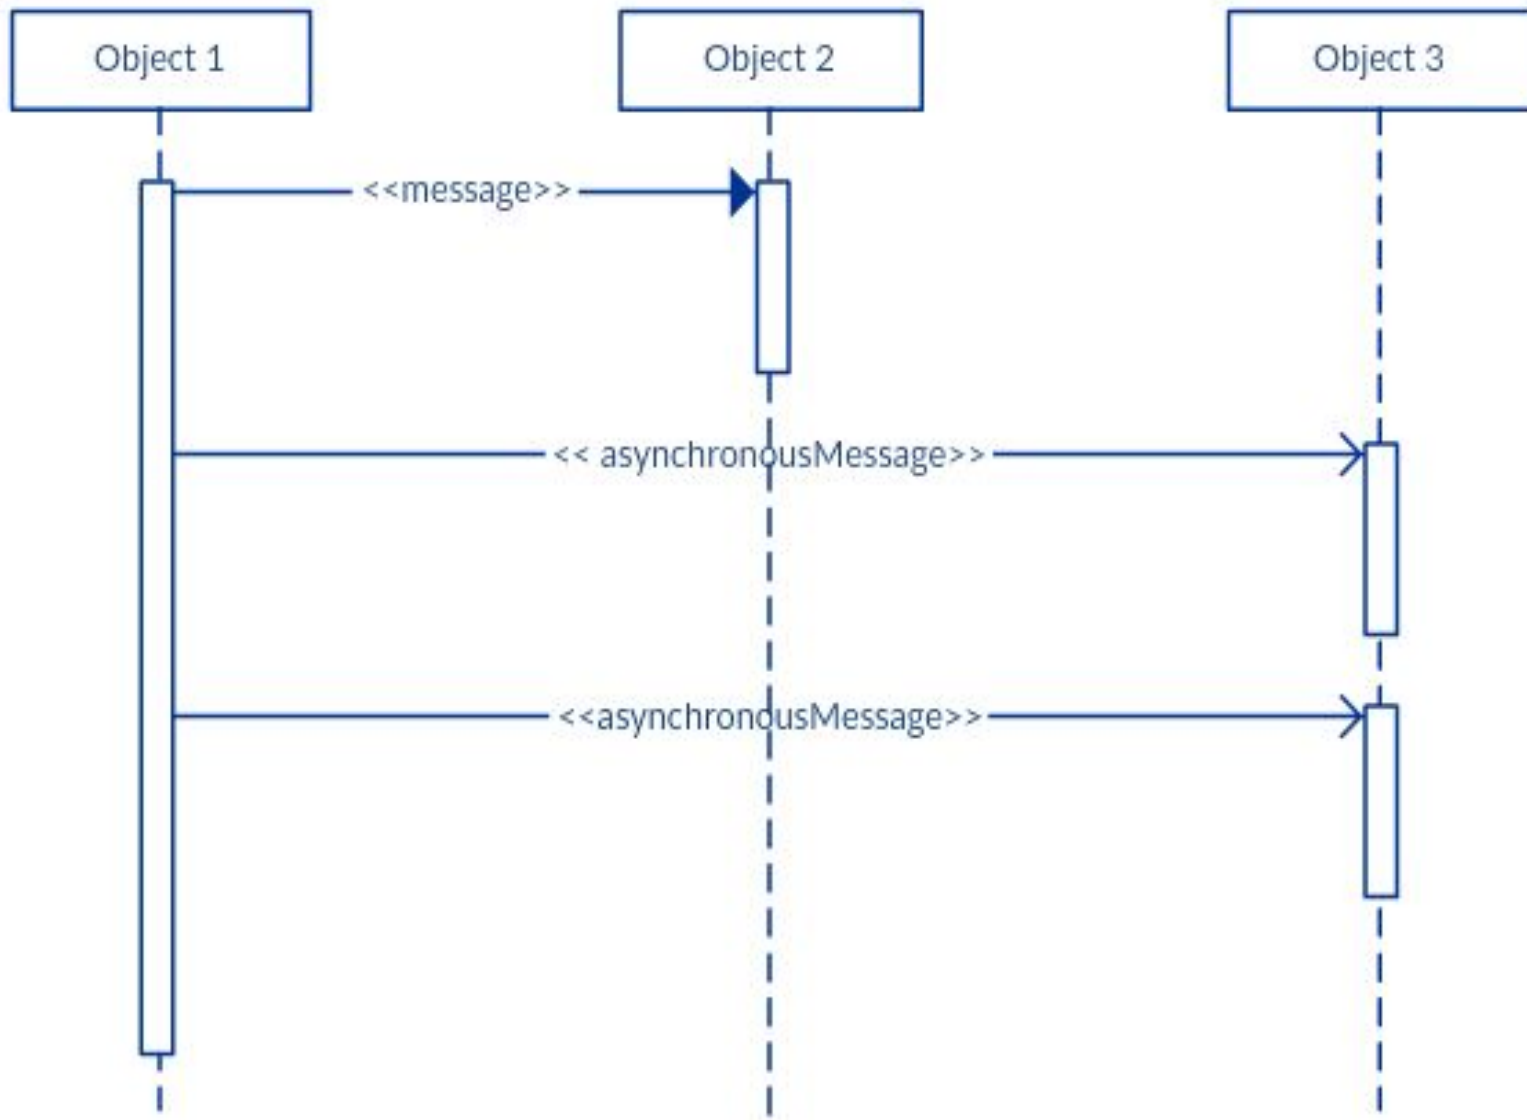 Object 1
Object 2
Object 3
<<message>>
<< asynchronousMessage>>
<<asynchronousMessage>>